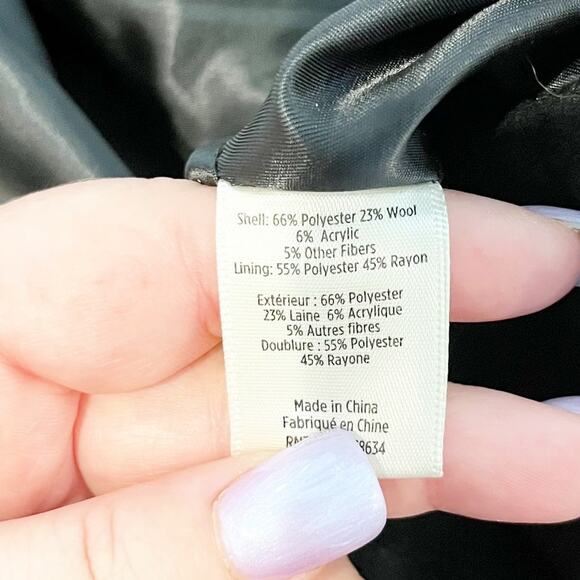 Shell: 66% Polyester 23% Wool
6% Acrylic
5% Other Fibers
Lining: 55% Polyester 45% Rayon
Extérieur : 66% Polyester
23% Laine 6% Acrylique
5% Autres fibres
Doublure : 55% Polyester
45% Rayone
Made in China
Fabriqué en Chine